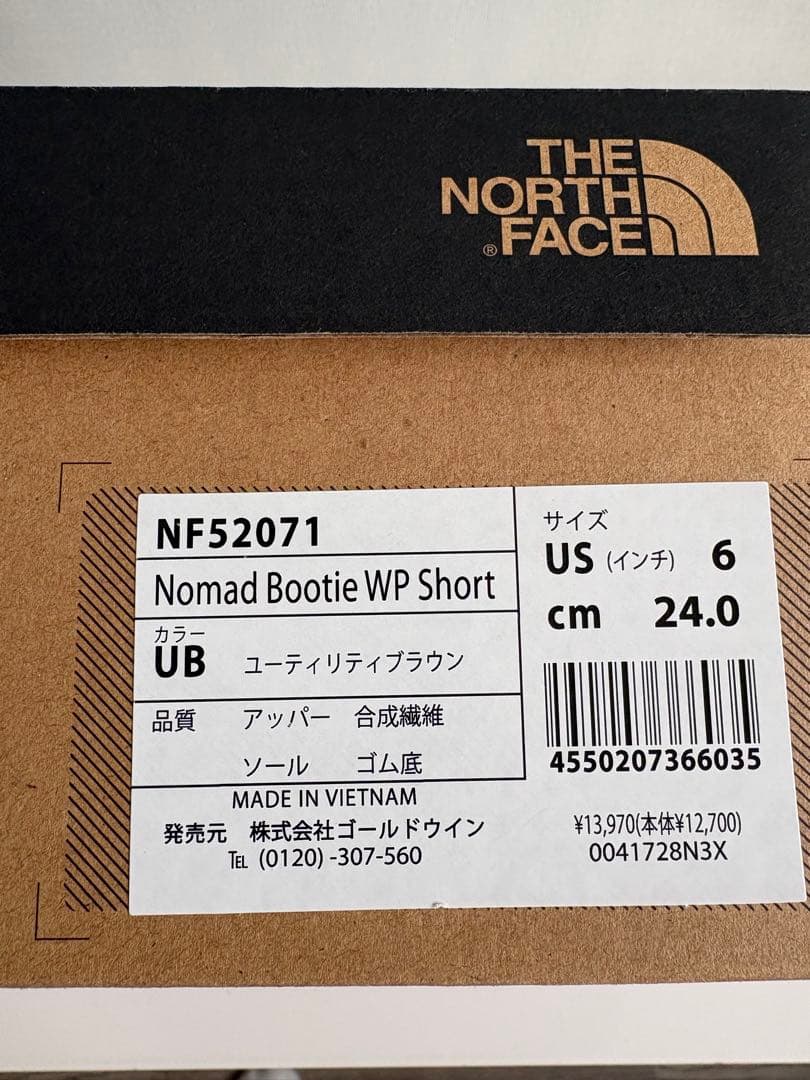 THE
NORTH
® FACE
NF52071
Nomad Bootie WP Short
カラー
UB ユーティリティブラウン
品質 アッパー 合成繊維
ソール ゴム底
サイズ
US (インチ) 6
cm 24.0
4550207366035
MADE IN VIETNAM
発売元 株式会社ゴールドウイン
TEL (0120) -307-560
¥13,970(本体¥12,700)
0041728N3X